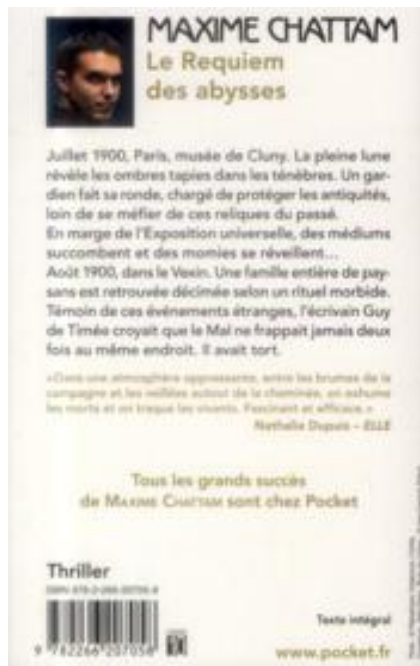 MAXIME CHATTAM
Le Requiem
des abysses
Juillet 1900, Paris, musée de Cluny. La pleine lune
révèle les ombres tapies dans les ténèbres. Un gar-
dien fait sa ronde, chargé de protéger les antiquités,
loin de se méfier de ces reliques du passé.
En marge de l'Exposition universelle, des médiums
succombent et des momies se réveillent...
Août 1900, dans le Vexin. Une famille entière de pay-
sans est retrouvée décimée selon un rituel morbide.
Témoin de ces événements étranges, l'écrivain Guy
de Timée croyait que le Mal ne frappait jamais deux
fois au même endroit. Il avait tort.
«Dans une atmosphère oppressante, entre les brumes de la
campagne et les veillées autour de la cheminée, on exhume
les morts et on traque les vivants. Fascinant et efficace.»
Nathalie Dupuis – ELLE
Tous les grands succès
de MAXIME CHATTAM sont chez Pocket
Thriller
Texte intégral
9 782266 207058
www.pocket.fr